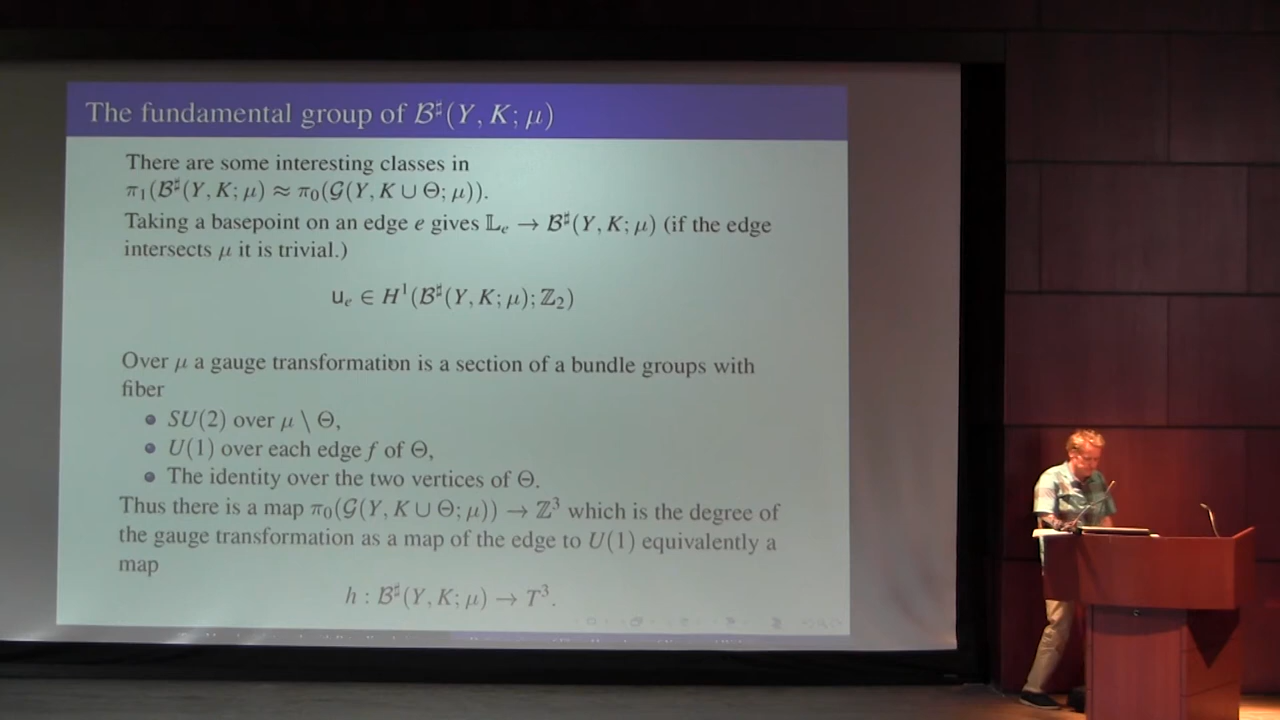 The fundamental group of ℬ♯(Y, K; μ)
There are some interesting classes in
π₁(ℬ♯(Y, K; μ) ≈ π₀(𝒢(Y, K ∪ Θ; μ)).
Taking a basepoint on an edge e gives 𝕃ₑ → ℬ♯(Y, K; μ) (if the edge
intersects μ it is trivial.)
uₑ ∈ H¹(ℬ♯(Y, K; μ); ℤ₂)
Over μ a gauge transformation is a section of a bundle groups with
fiber
SU(2) over μ \ Θ,
U(1) over each edge f of Θ,
The identity over the two vertices of Θ.
Thus there is a map π₀(𝒢(Y, K ∪ Θ; μ)) → ℤ³ which is the degree of
the gauge transformation as a map of the edge to U(1) equivalently a
map
h : ℬ♯(Y, K; μ) → T³.